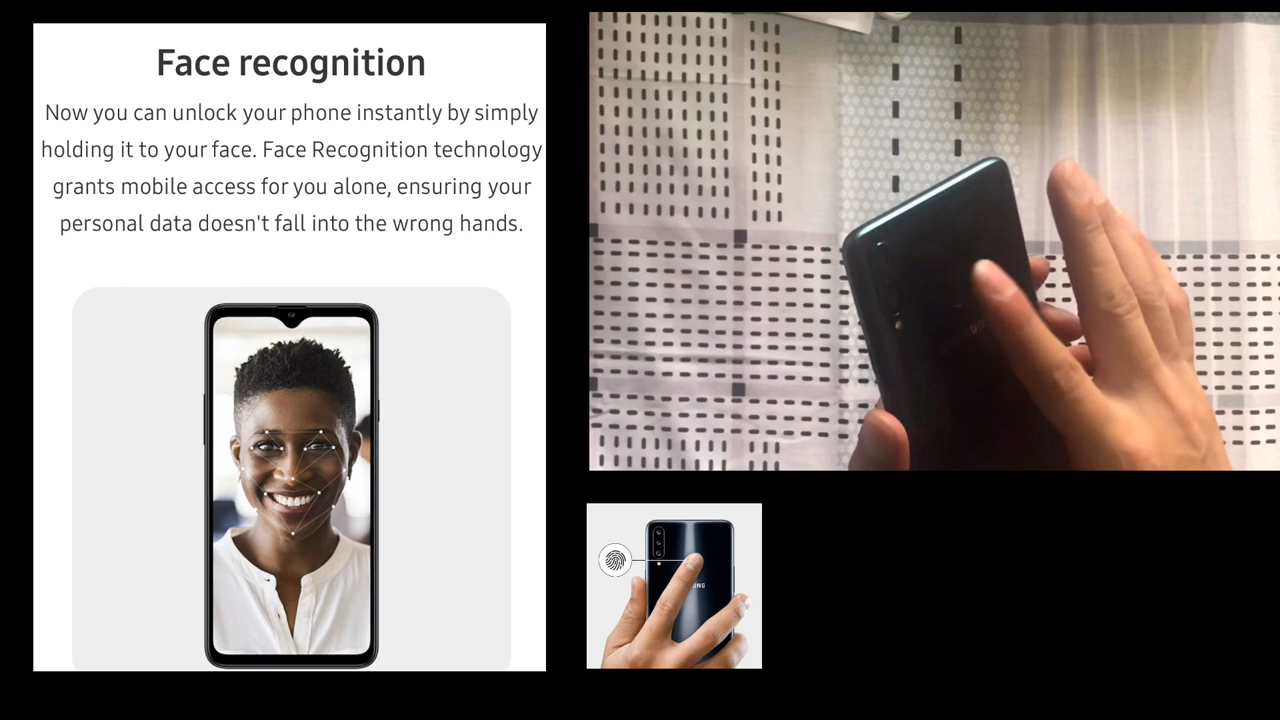 Face recognition
Now you can unlock your phone instantly by simply
holding it to your face. Face Recognition technology
grants mobile access for you alone, ensuring your
personal data doesn't fall into the wrong hands.